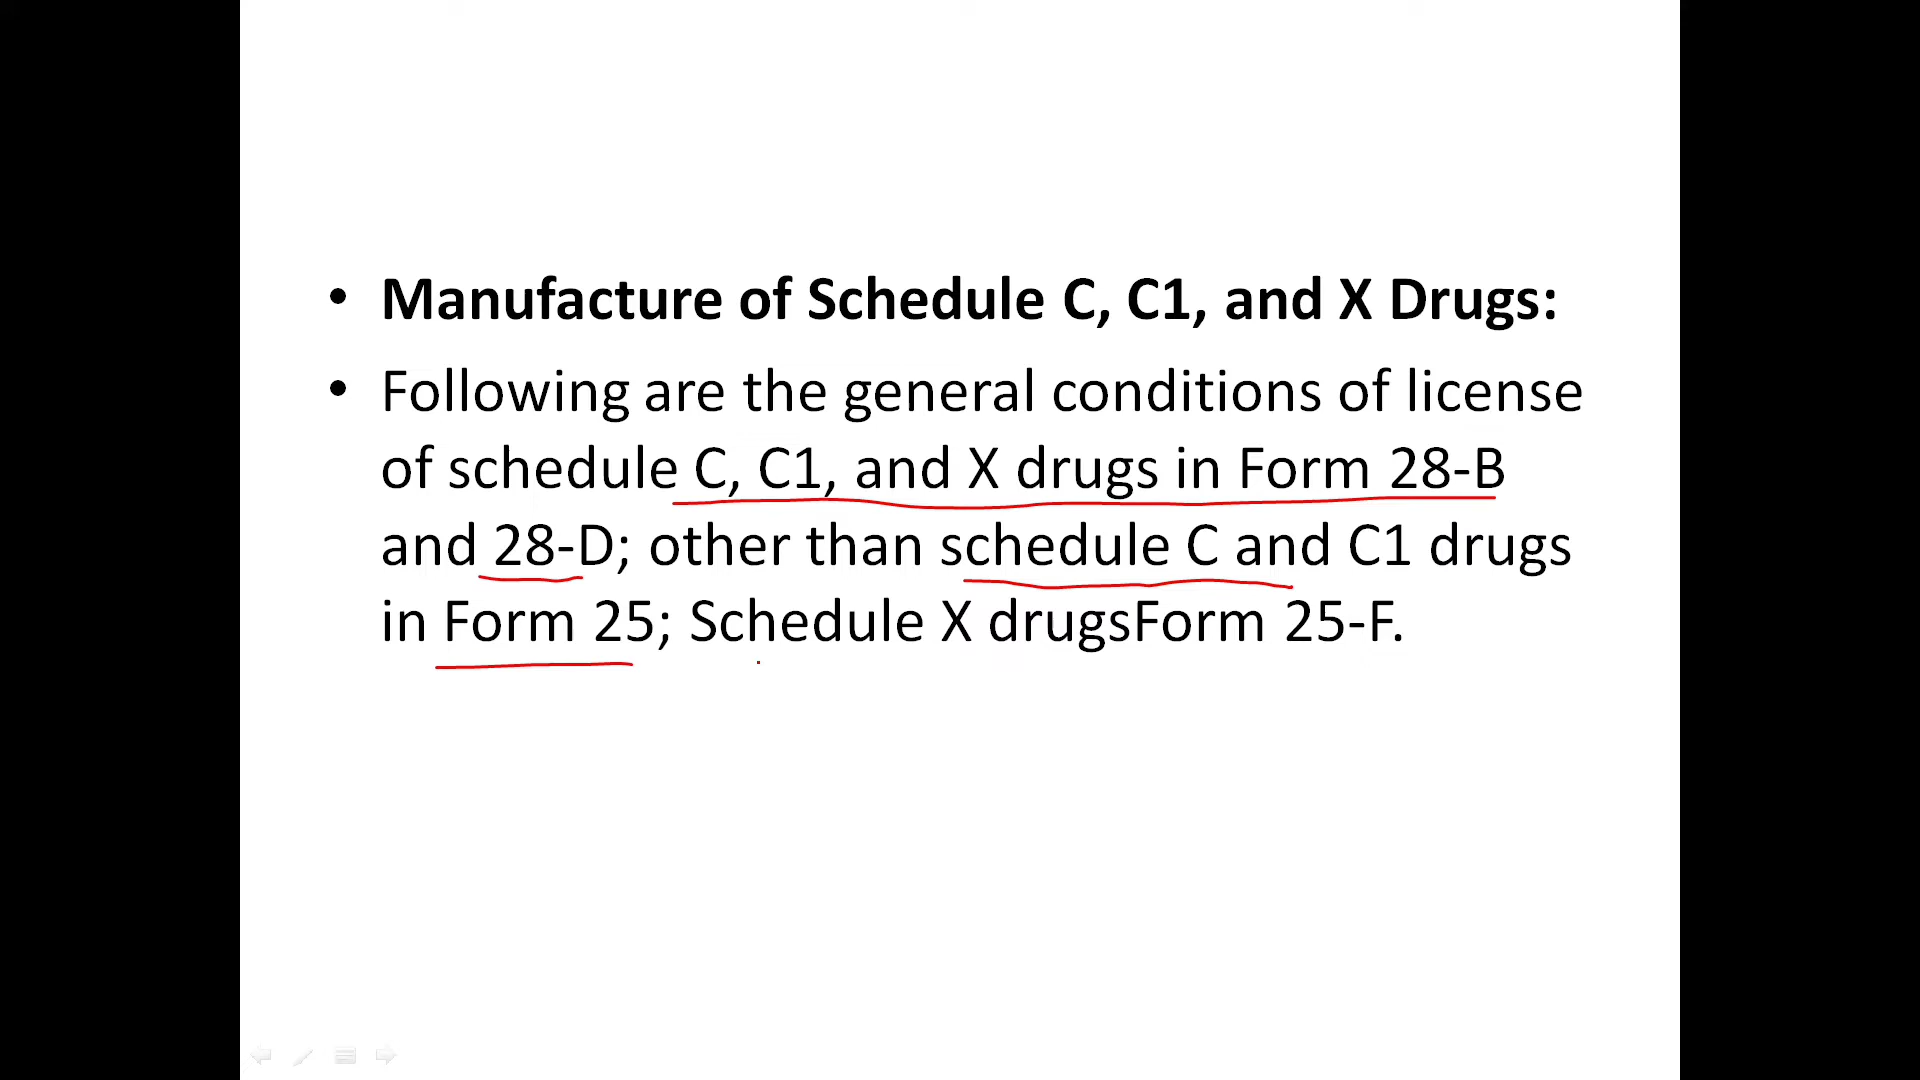 • Manufacture of Schedule C, C1, and X Drugs:
• Following are the general conditions of license
of schedule C, C1, and X drugs in Form 28-B
and 28-D; other than schedule C and C1 drugs
in Form 25; Schedule X drugsForm 25-F.